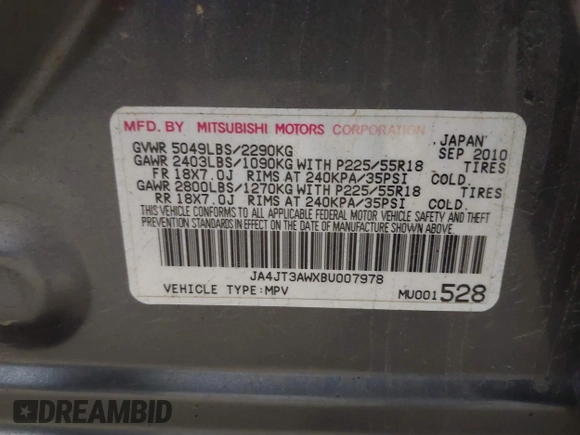 MFD. BY MITSUBISHI MOTORS CORPORATION
JAPAN
GVWR 5049LBS/2290KG SEP 2010
GAWR 2403LBS/1090KG WITH P225/55R18 TIRES
FR 18X7.0J RIMS AT 240KPA/35PSI COLD.
GAWR 2800LBS/1270KG WITH P225/55R18 TIRES
RR 18X7.0J RIMS AT 240KPA/35PSI COLD.
THIS VEHICLE CONFORMS TO ALL APPLICABLE FEDERAL MOTOR VEHICLE SAFETY AND THEFT
PREVENTION STANDARDS IN EFFECT ON THE DATE OF MANUFACTURE SHOWN ABOVE.
JA4JT3AWXBU007978
VEHICLE TYPE:MPV MU001528
DREAMBID